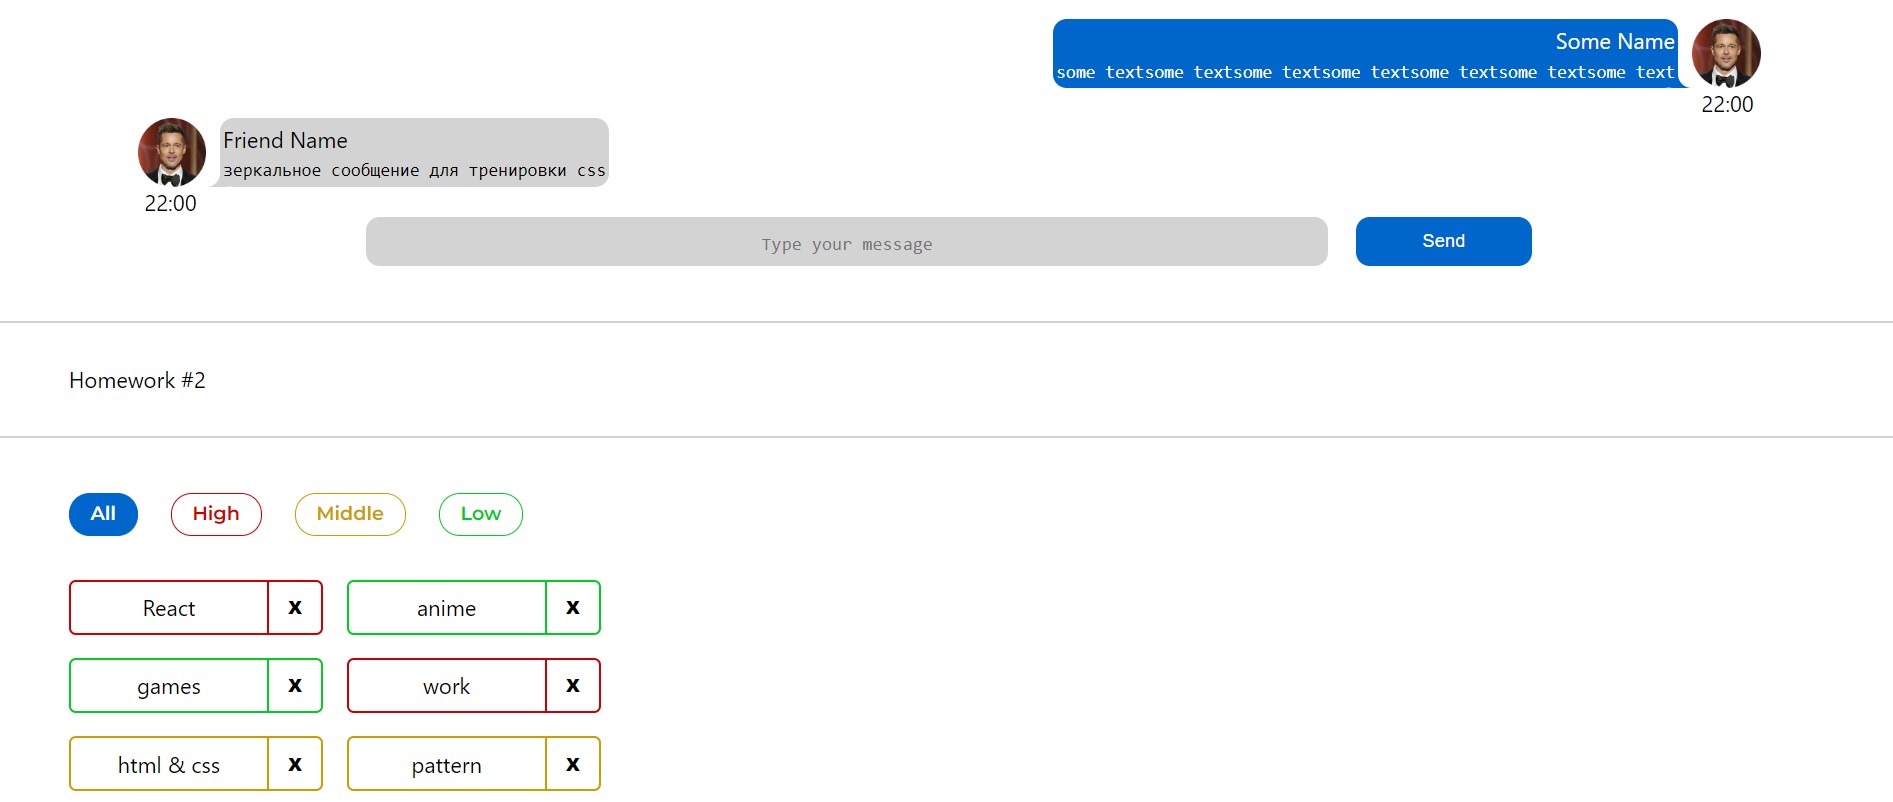 Some Name
some textsome textsome textsome textsome textsome textsome text
22:00
Friend Name
зеркальное сообщение для тренировки css
22:00
Type your message
Send
Homework #2
All High Middle Low
React x anime x
games x work x
html & css x pattern x